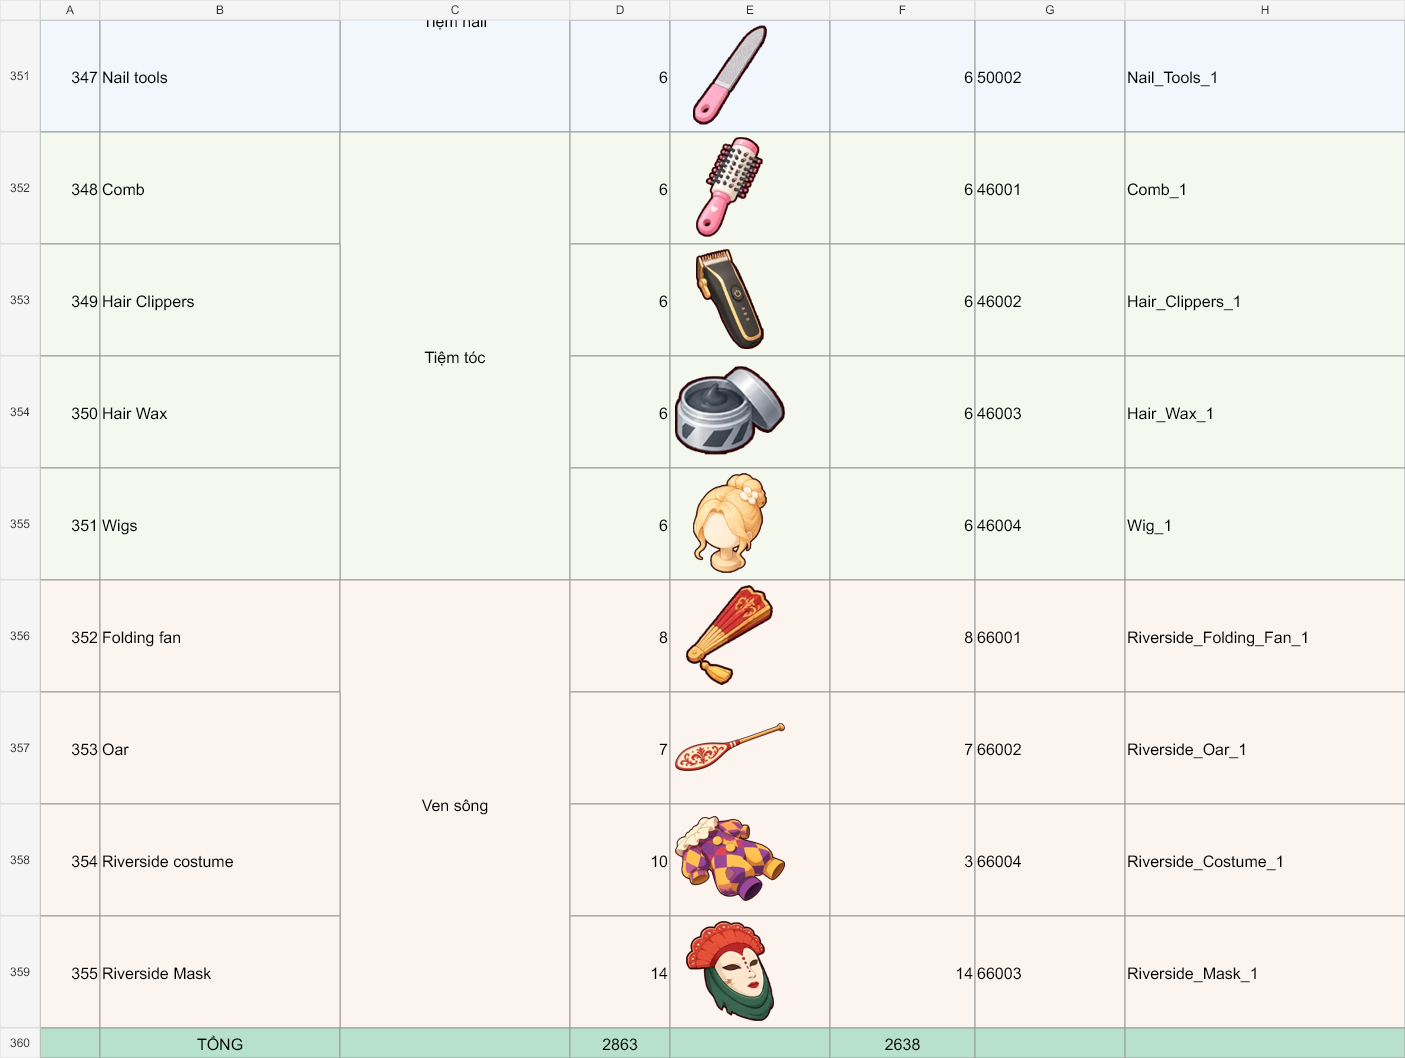 A B C D E F G H
Tiệm nail
351 347 Nail tools 6 6 50002 Nail_Tools_1
352 348 Comb 6 6 46001 Comb_1
353 349 Hair Clippers 6 6 46002 Hair_Clippers_1
Tiệm tóc
354 350 Hair Wax 6 6 46003 Hair_Wax_1
355 351 Wigs 6 6 46004 Wig_1
356 352 Folding fan 8 8 66001 Riverside_Folding_Fan_1
357 353 Oar 7 7 66002 Riverside_Oar_1
Ven sông
358 354 Riverside costume 10 3 66004 Riverside_Costume_1
359 355 Riverside Mask 14 14 66003 Riverside_Mask_1
360 TỔNG 2863 2638